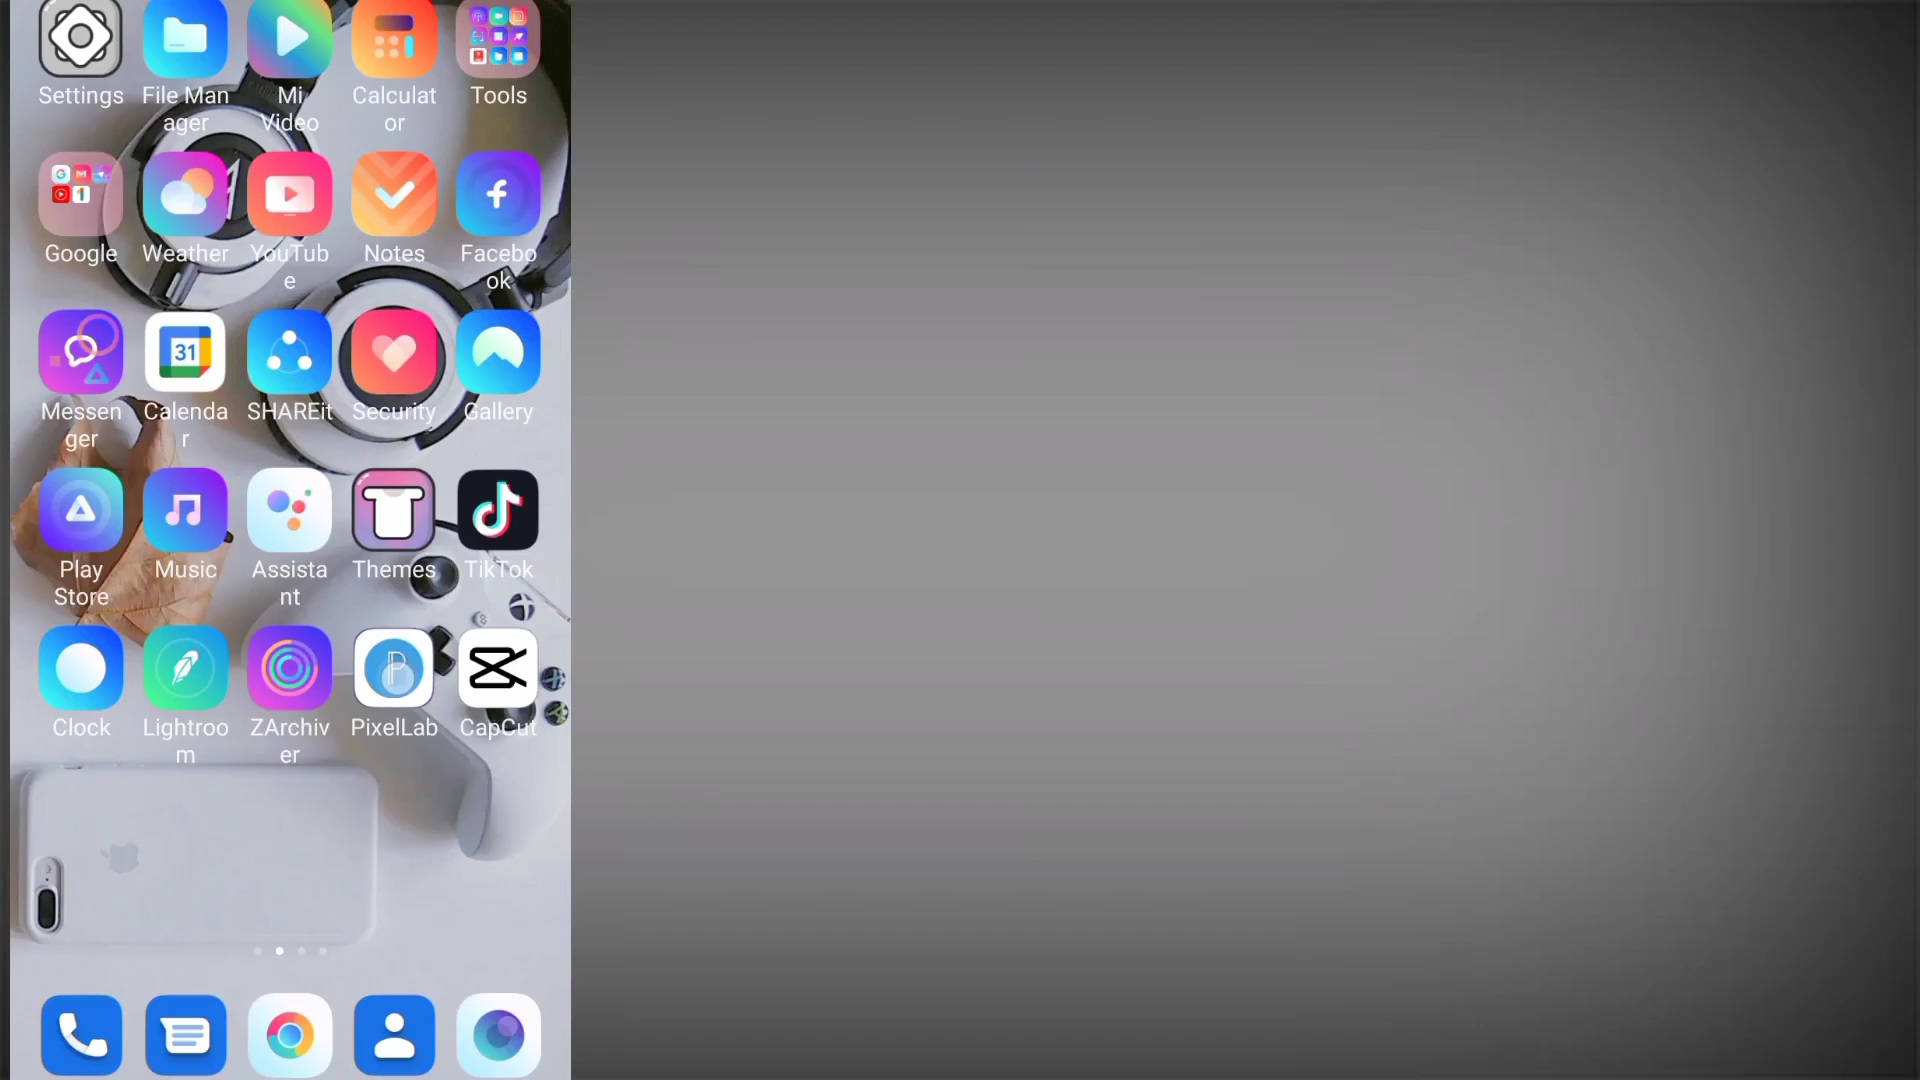 Settings
File Man
ager
Mi
Video
Calculat
or
Tools
Google
Weather
YouTub
e
Notes
Facebo
ok
Messen
ger
31
Calenda
r
SHAREit
Security
Gallery
Play
Store
Music
Assista
nt
Themes
TikTok
Clock
Lightroo
m
ZArchiv
er
P
PixelLab
CapCut